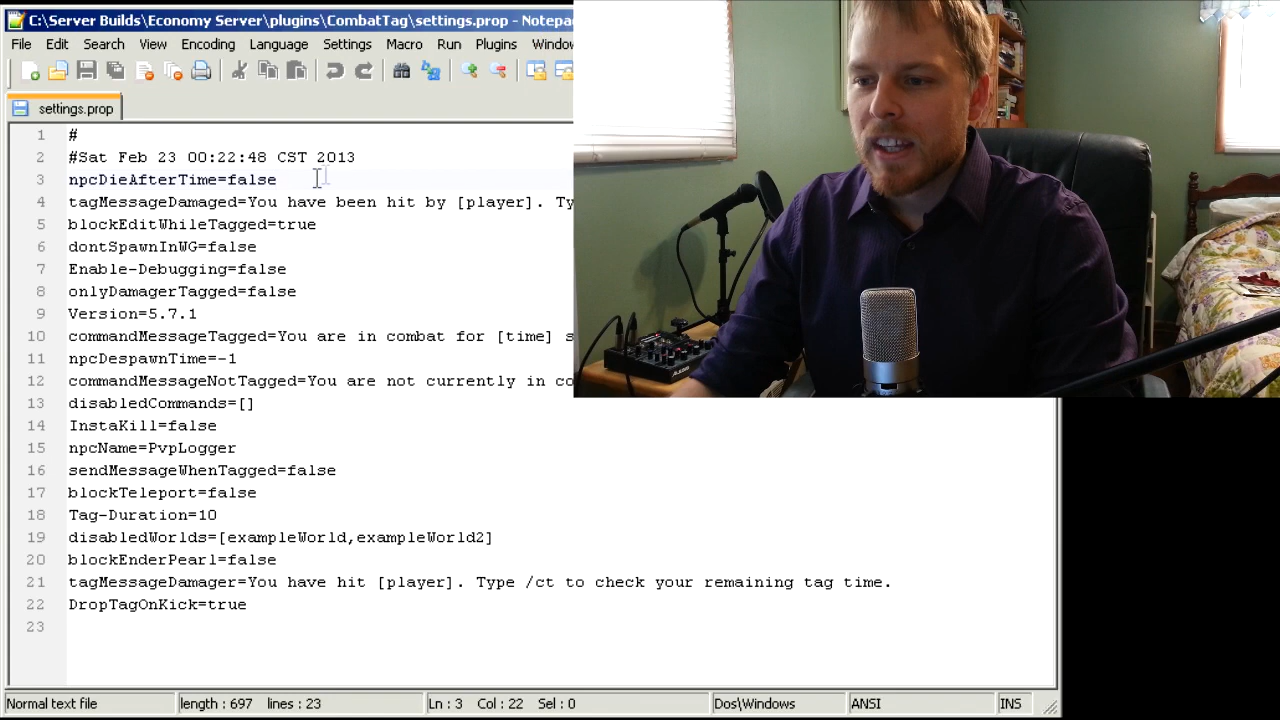 C:\Server Builds\Economy Server\plugins\CombatTag\settings.prop - Notepa
File Edit Search View Encoding Language Settings Macro Run Plugins Window
settings.prop
1 #
2 #Sat Feb 23 00:22:48 CST 2013
3 npcDieAfterTime=false
4 tagMessageDamaged=You have been hit by [player]. Ty
5 blockEditWhileTagged=true
6 dontSpawnInWG=false
7 Enable-Debugging=false
8 onlyDamagerTagged=false
9 Version=5.7.1
10 commandMessageTagged=You are in combat for [time] s
11 npcDespawnTime=-1
12 commandMessageNotTagged=You are not currently in co
13 disabledCommands=[]
14 InstaKill=false
15 npcName=PvpLogger
16 sendMessageWhenTagged=false
17 blockTeleport=false
18 Tag-Duration=10
19 disabledWorlds=[exampleWorld,exampleWorld2]
20 blockEnderPearl=false
21 tagMessageDamager=You have hit [player]. Type /ct to check your remaining tag time.
22 DropTagOnKick=true
23
Normal text file length : 697 lines : 23 Ln : 3 Col : 22 Sel : 0 Dos\Windows ANSI INS
ALESIS